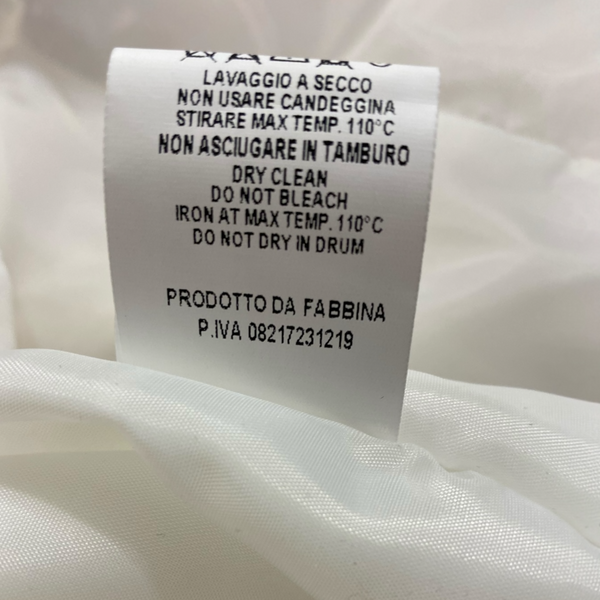 LAVAGGIO A SECCO
NON USARE CANDEGGINA
STIRARE MAX TEMP. 110°C
NON ASCIUGARE IN TAMBURO
DRY CLEAN
DO NOT BLEACH
IRON AT MAX TEMP. 110°C
DO NOT DRY IN DRUM
PRODOTTO DA FABBINA
P.IVA 08217231219